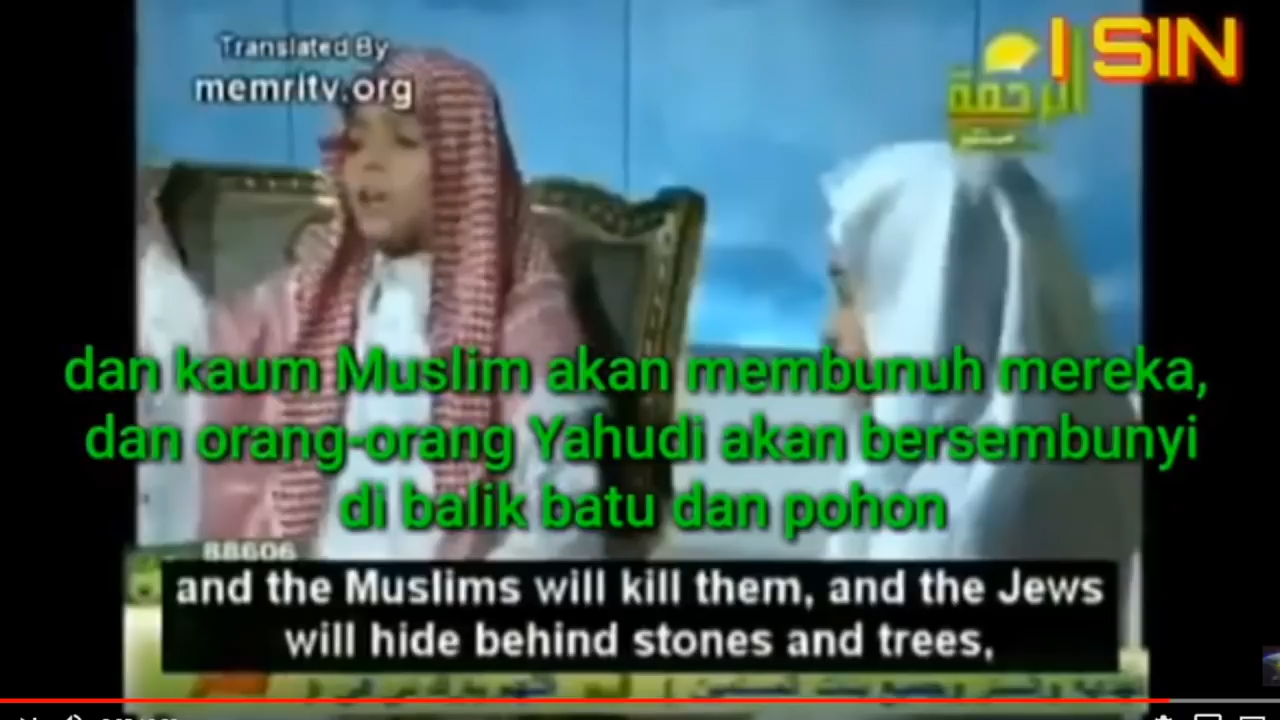 Translated By
memritv.org
I SIN
الرحمة
dan kaum Muslim akan membunuh mereka,
dan orang-orang Yahudi akan bersembunyi
di balik batu dan pohon
88606
and the Muslims will kill them, and the Jews
will hide behind stones and trees,